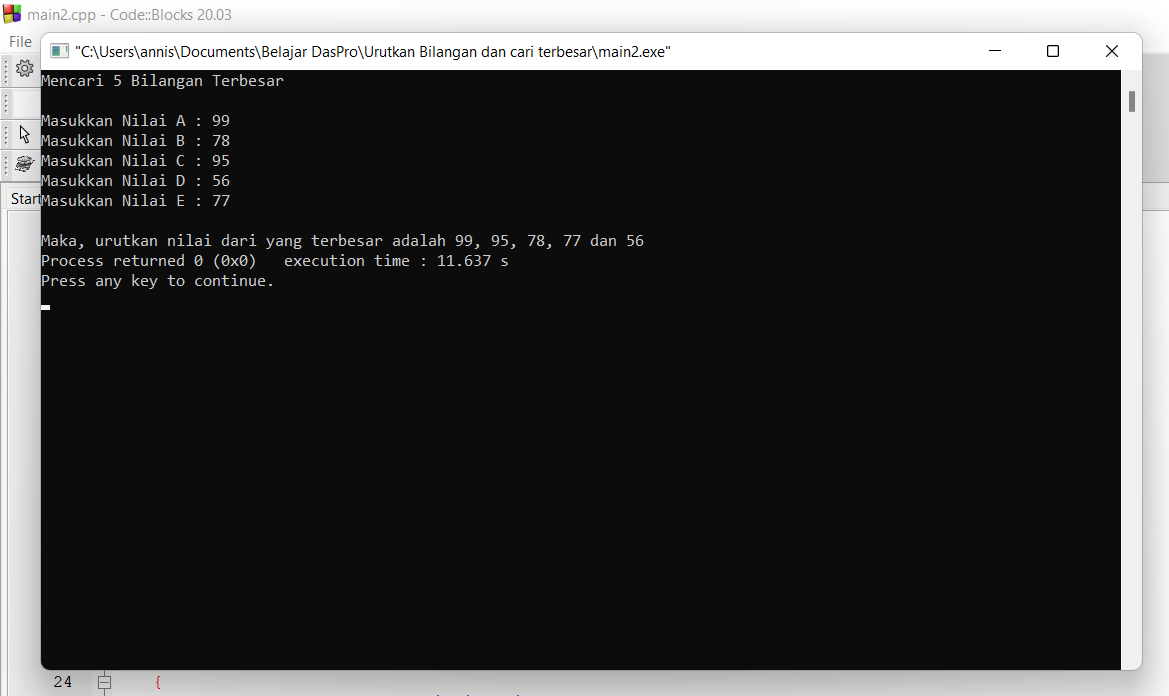 main2.cpp - Code::Blocks 20.03
File
"C:\Users\annis\Documents\Belajar DasPro\Urutkan Bilangan dan cari terbesar\main2.exe"
Start
Mencari 5 Bilangan Terbesar
Masukkan Nilai A : 99
Masukkan Nilai B : 78
Masukkan Nilai C : 95
Masukkan Nilai D : 56
Masukkan Nilai E : 77
Maka, urutkan nilai dari yang terbesar adalah 99, 95, 78, 77 dan 56
Process returned 0 (0x0)   execution time : 11.637 s
Press any key to continue.
24 {